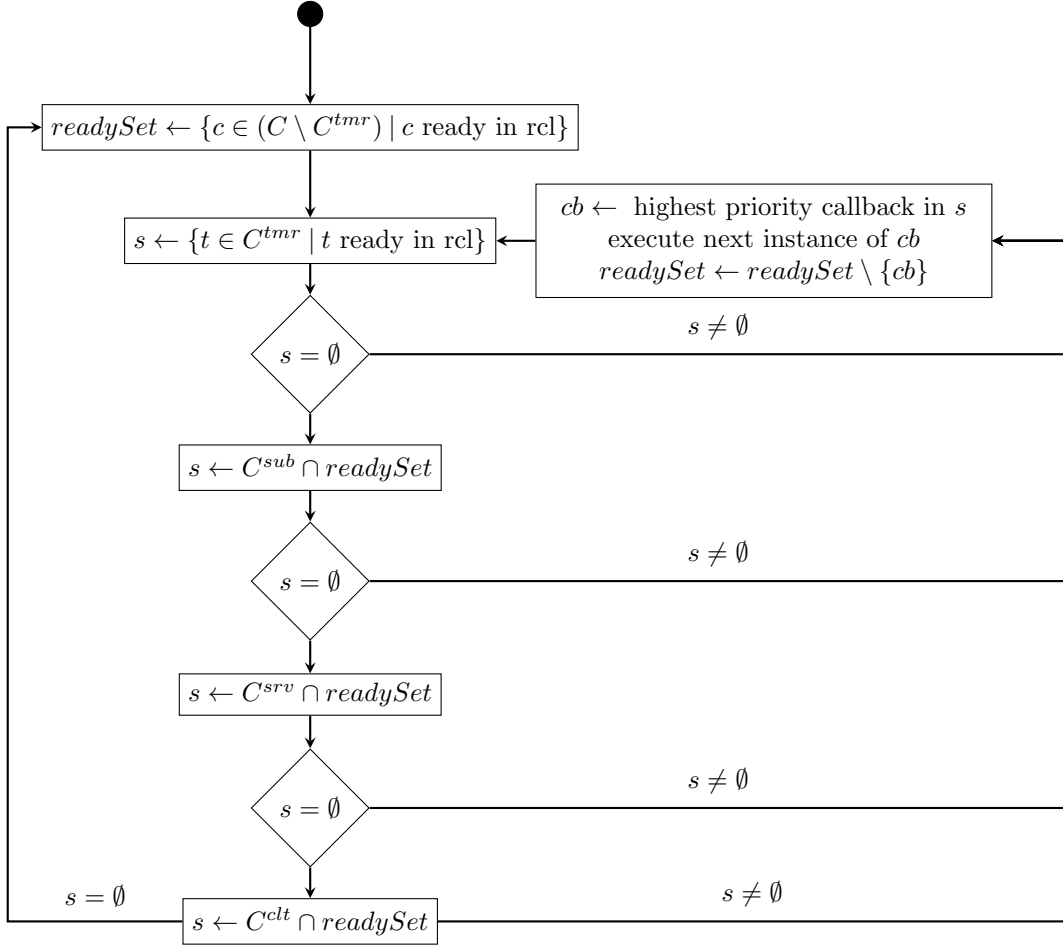 readySet ← {c ∈ (C \ C^{tmr}) | c ready in rcl}
s ← {t ∈ C^{tmr} | t ready in rcl}
cb ← highest priority callback in s
execute next instance of cb
readySet ← readySet \ {cb}
s = ∅
s ≠ ∅
s ← C^{sub} ∩ readySet
s = ∅
s ≠ ∅
s ← C^{srv} ∩ readySet
s = ∅
s ≠ ∅
s = ∅
s ← C^{clt} ∩ readySet
s ≠ ∅